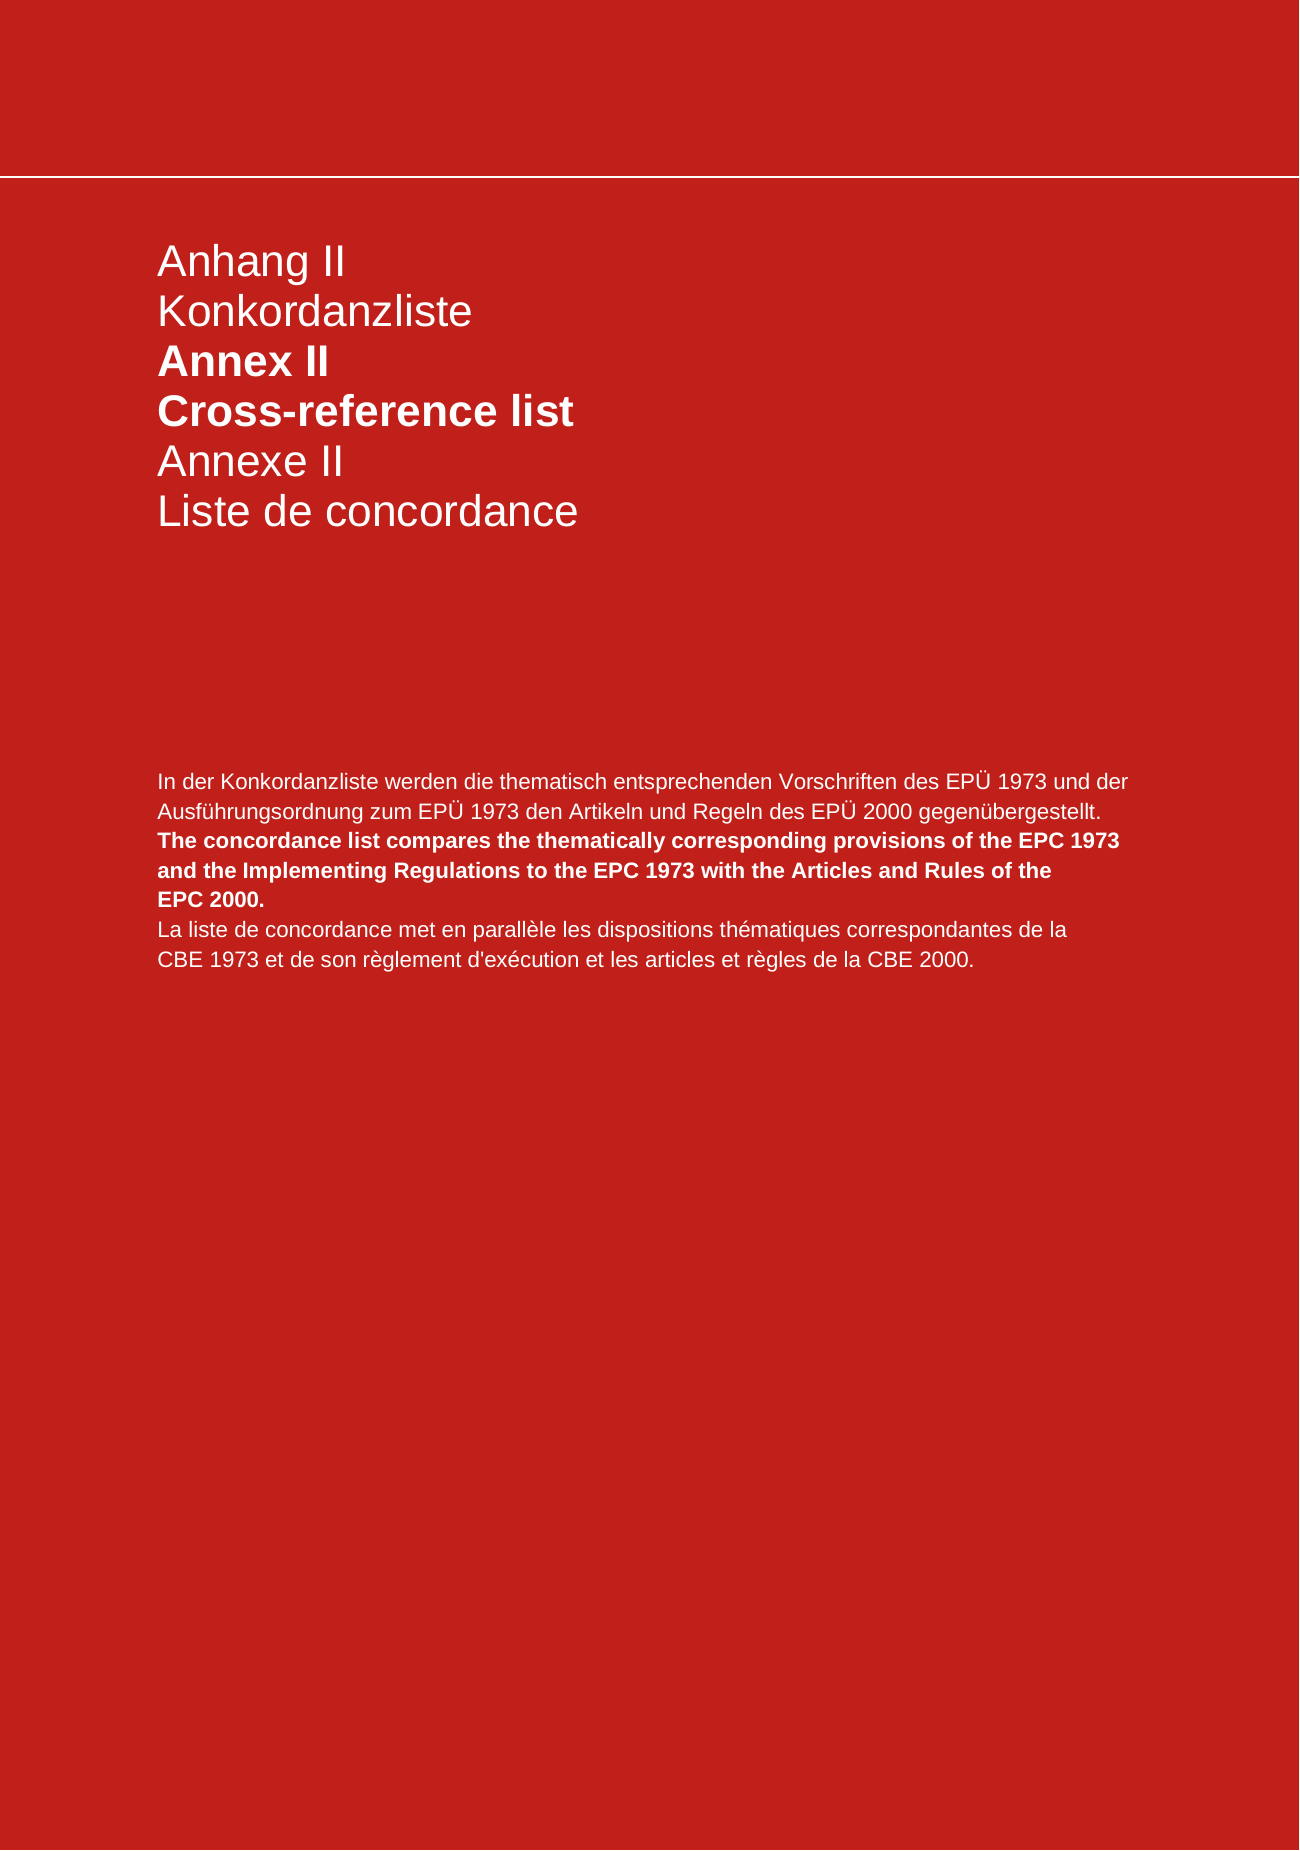 Anhang II
Konkordanzliste
Annex II
Cross-reference list
Annexe II
Liste de concordance
In der Konkordanzliste werden die thematisch entsprechenden Vorschriften des EPÜ 1973 und der
Ausführungsordnung zum EPÜ 1973 den Artikeln und Regeln des EPÜ 2000 gegenübergestellt.
The concordance list compares the thematically corresponding provisions of the EPC 1973
and the Implementing Regulations to the EPC 1973 with the Articles and Rules of the
EPC 2000.
La liste de concordance met en parallèle les dispositions thématiques correspondantes de la
CBE 1973 et de son règlement d'exécution et les articles et règles de la CBE 2000.